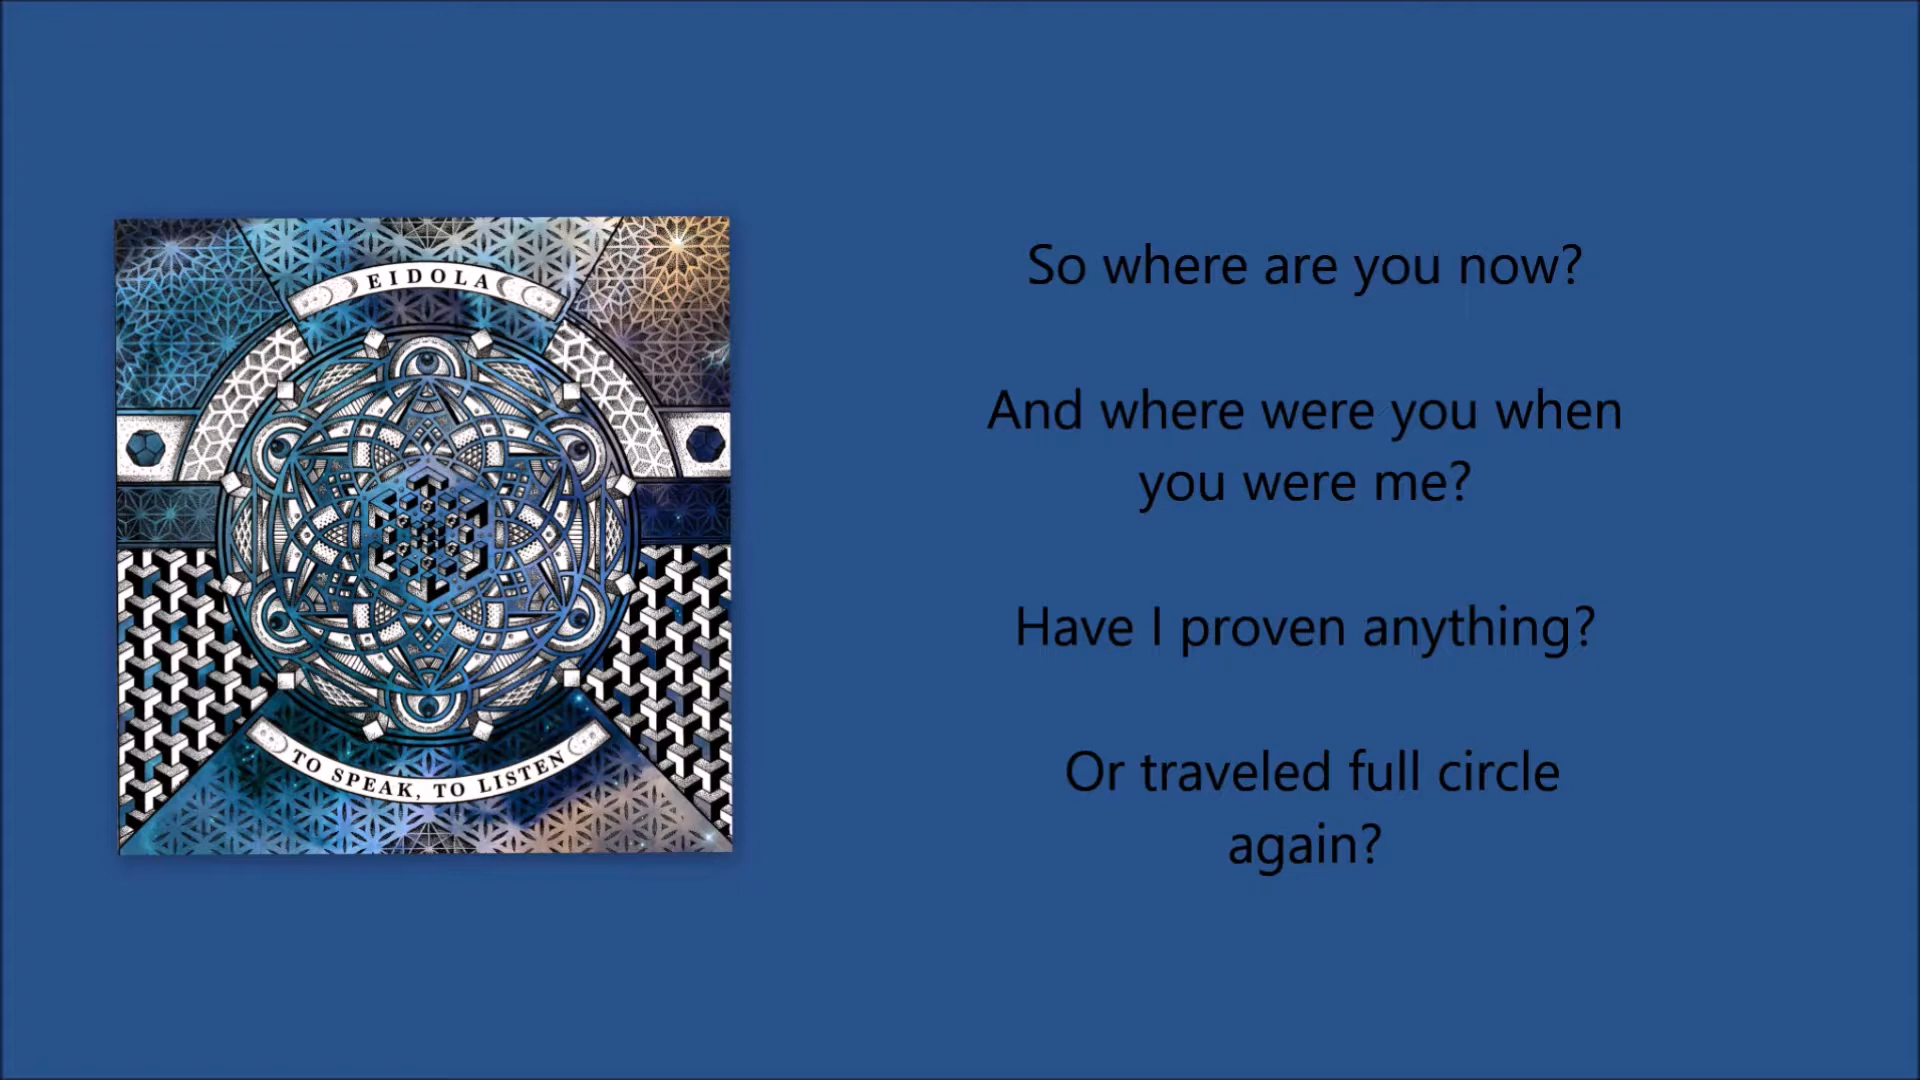 EIDOLA
TO SPEAK, TO LISTEN
So where are you now?
And where were you when
you were me?
Have I proven anything?
Or traveled full circle
again?